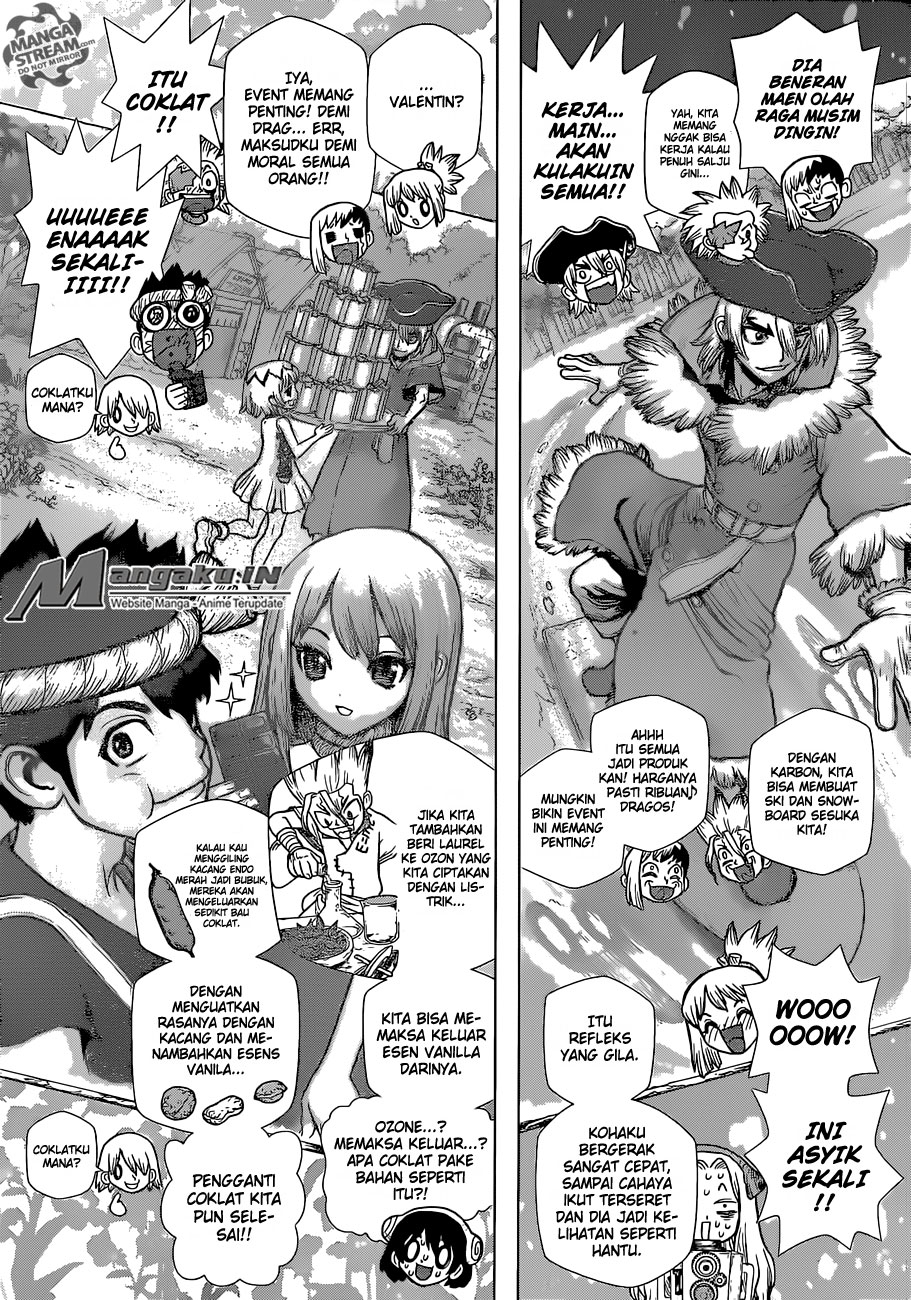 DIA
BENERAN
MAEN OLAH
RAGA MUSIM
DINGIN!
YAH, KITA
MEMANG
NGGAK BISA
KERJA KALAU
PENUH SALJU
GINI...
KERJA...
MAIN...
AKAN
KULAKUIN
SEMUA!!
DENGAN
KARBON, KITA
BISA MEMBUAT
SKI DAN SNOW-
BOARD SESUKA
KITA!
AHHH
ITU SEMUA
JADI PRODUK
KAN! HARGANYA
PASTI RIBUAN♪
DRAGOS!
MUNGKIN
BIKIN EVENT
INI MEMANG
PENTING!
WOOO
OOOW!
INI
ASYIK
SEKALI
!!
ITU
REFLEKS
YANG GILA.
KOHAKU
BERGERAK
SANGAT CEPAT,
SAMPAI CAHAYA
IKUT TERSERET
DAN DIA JADI KE-
LIHATAN SEPERTI
HANTU.
MANGA
STREAM.com
DO NOT MIRROR!
...
VALENTIN?
IYA,
EVENT MEMANG
PENTING! DEMI
DRAG... ERR,
MAKSUDKU DEMI
MORAL SEMUA
ORANG!!
ITU
COKLAT
!!
UUUUEEE
ENAAAAK
SEKALI-
IIII!!
COKLATKU
MANA?
Mangaku.in
Website Manga - Anime Terupdate
JIKA KITA
TAMBAHKAN
BERI LAUREL
KE OZON YANG
KITA CIPTAKAN
DENGAN LIS-
TRIK...
KITA BISA ME-
MAKSA KELUAR
ESEN VANILLA
DARINYA.
KALAU KAU
MENGGILING
KACANG ENDO
MERAH JADI BUBUK,
MEREKA AKAN
MENGELUARKAN
SEDIKIT BAU
COKLAT.
DENGAN
MENGUATKAN
RASANYA DENGAN
KACANG DAN ME-
NAMBAHKAN ESENS
VANILA...
OZONE...?
MEMAKSA KELUAR...?
APA COKLAT PAKE
BAHAN SEPERTI
ITU?!
PENGGANTI
COKLAT KITA
PUN SELE-
SAI!!
COKLATKU
MANA?